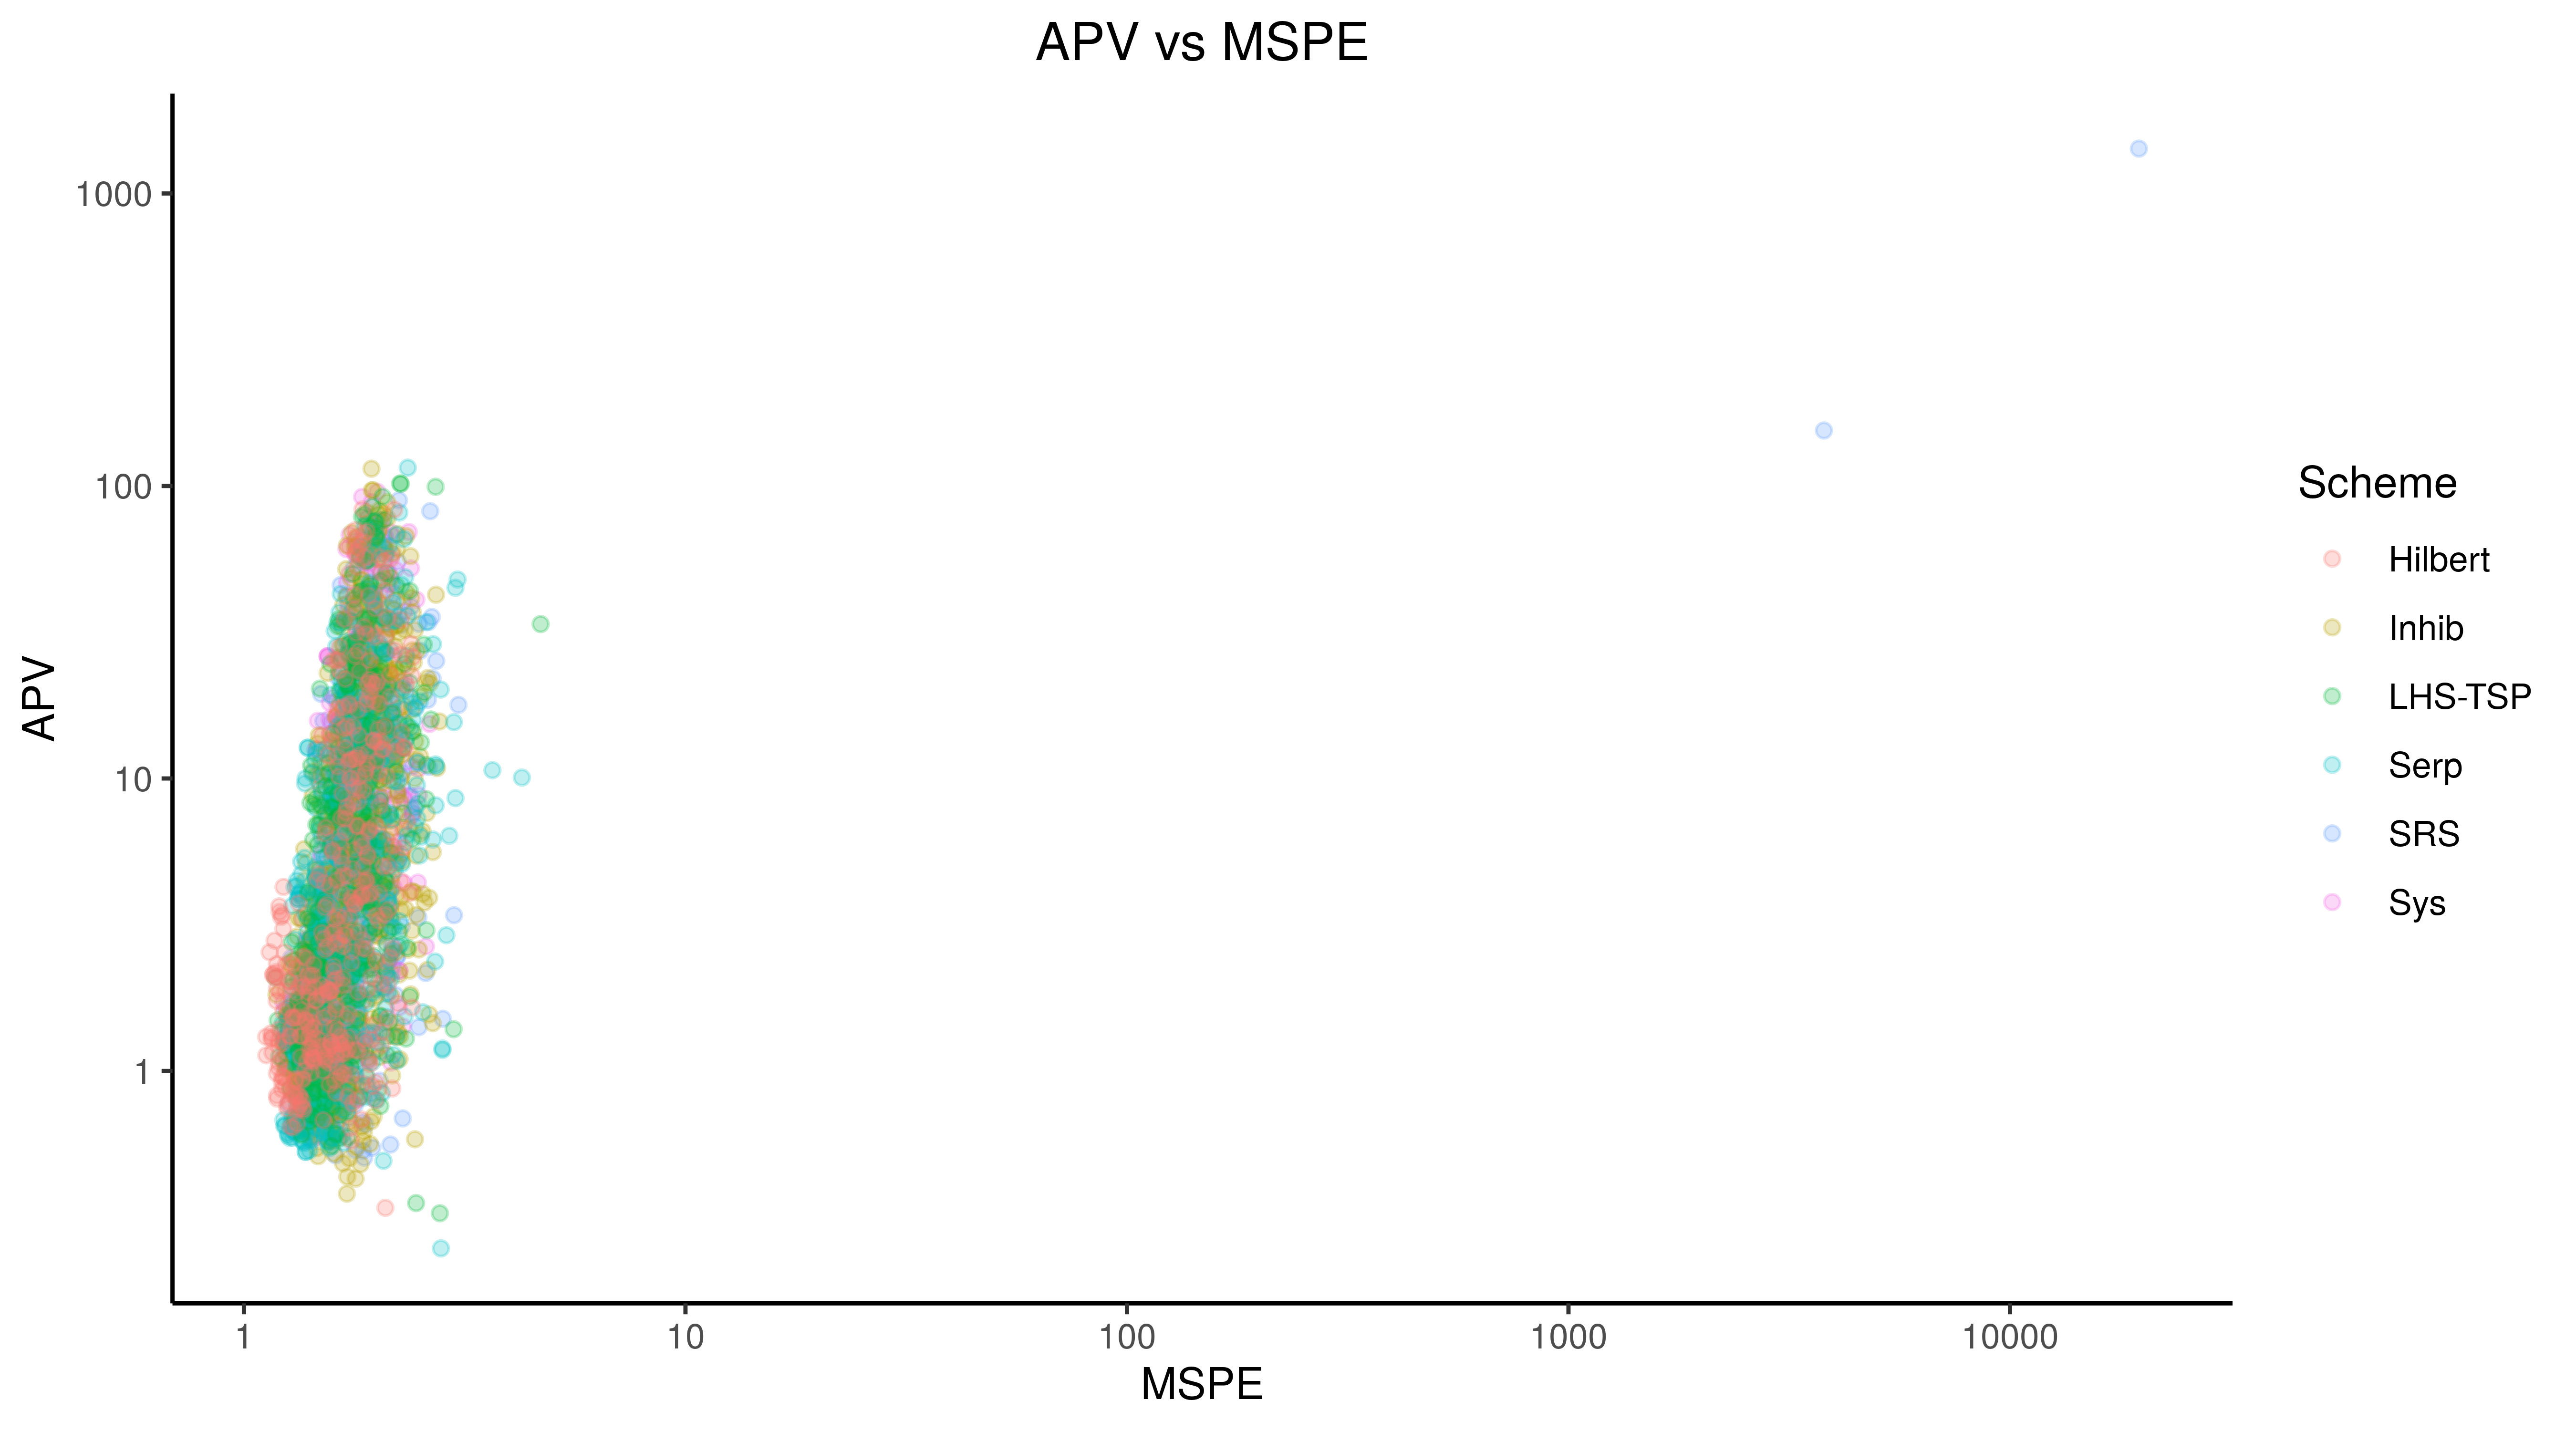 APV vs MSPE
APV
1000
100
10
1
1
10
100
1000
10000
MSPE
Scheme
Hilbert
Inhib
LHS-TSP
Serp
SRS
Sys